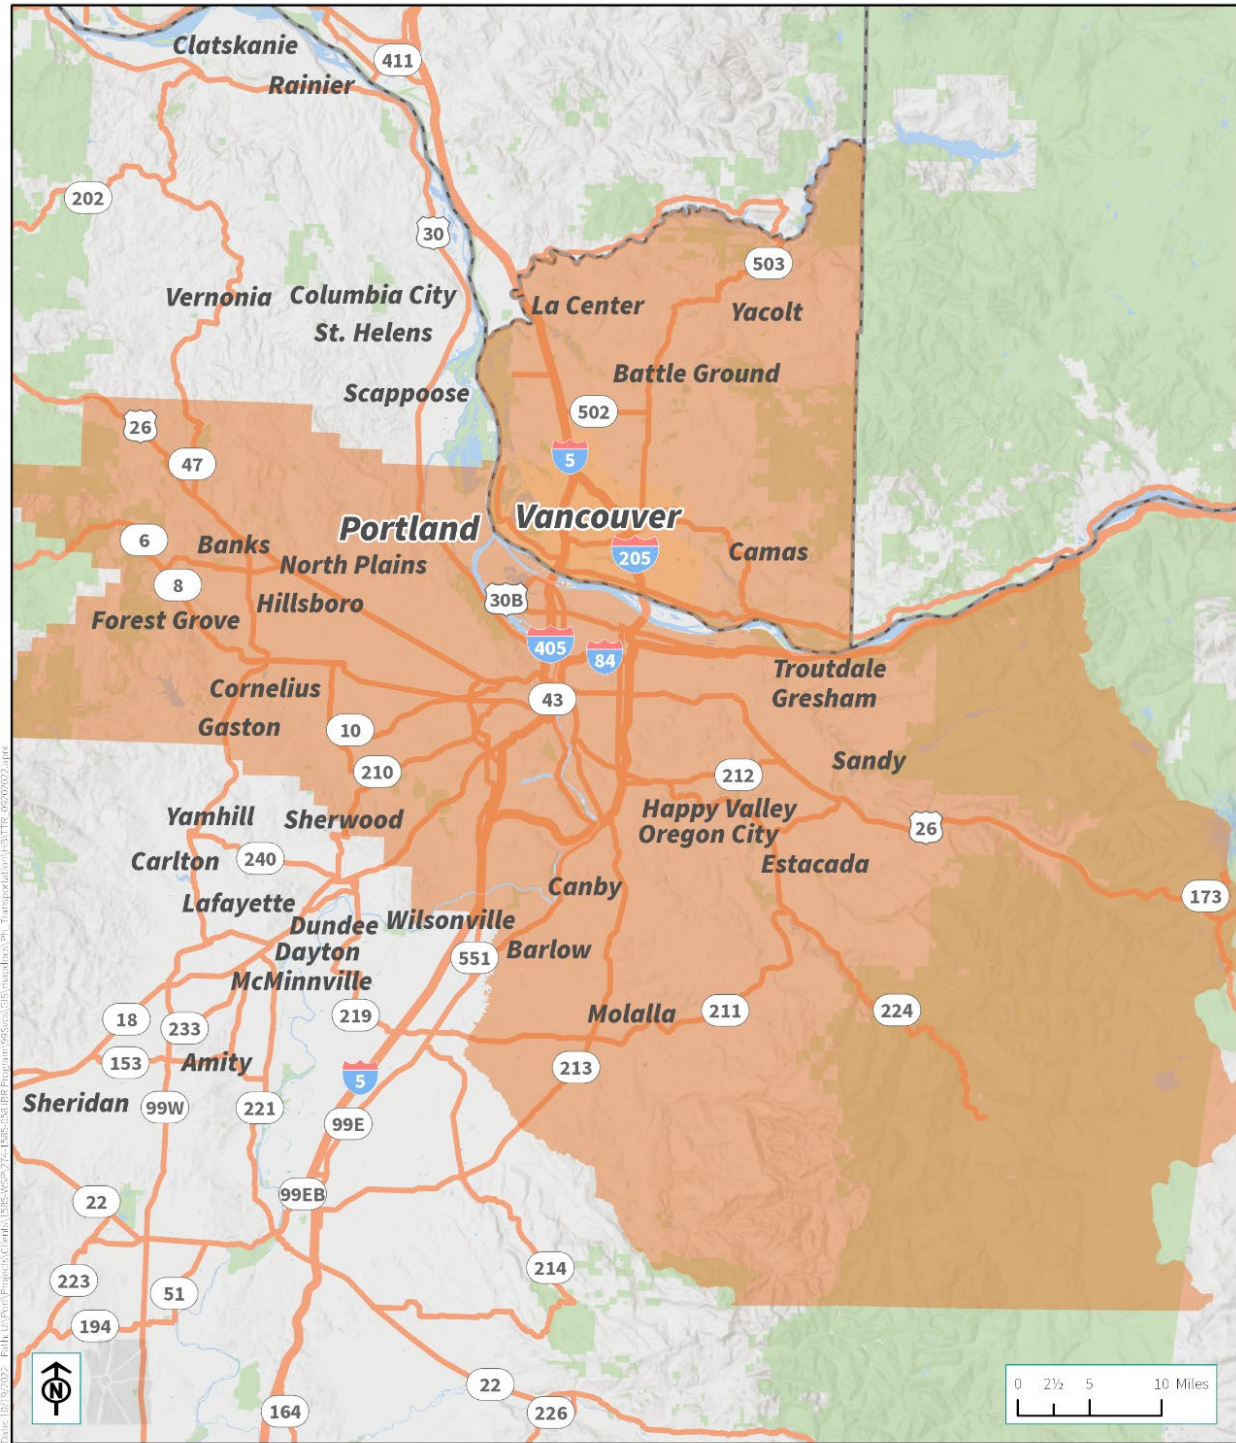 Clatskanie
411
Rainier
202
30
503
Vernonia
Columbia City
La Center
Yacolt
St. Helens
Battle Ground
Scappoose
502
26
5
47
Portland
Vancouver
6
Banks
205
Camas
North Plains
8
30B
Hillsboro
Forest Grove
405
84
Troutdale
Cornelius
43
Gresham
Gaston
10
210
212
Sandy
Yamhill
Sherwood
Happy Valley
Oregon City
26
Carlton
240
Estacada
Canby
173
Lafayette
Dundee
Wilsonville
Dayton
551
Barlow
McMinnville
18
233
219
Molalla
211
224
153
Amity
5
213
Sheridan
99W
221
99E
22
99EB
223
51
214
194
N
164
22
226
0 2½ 5 10 Miles